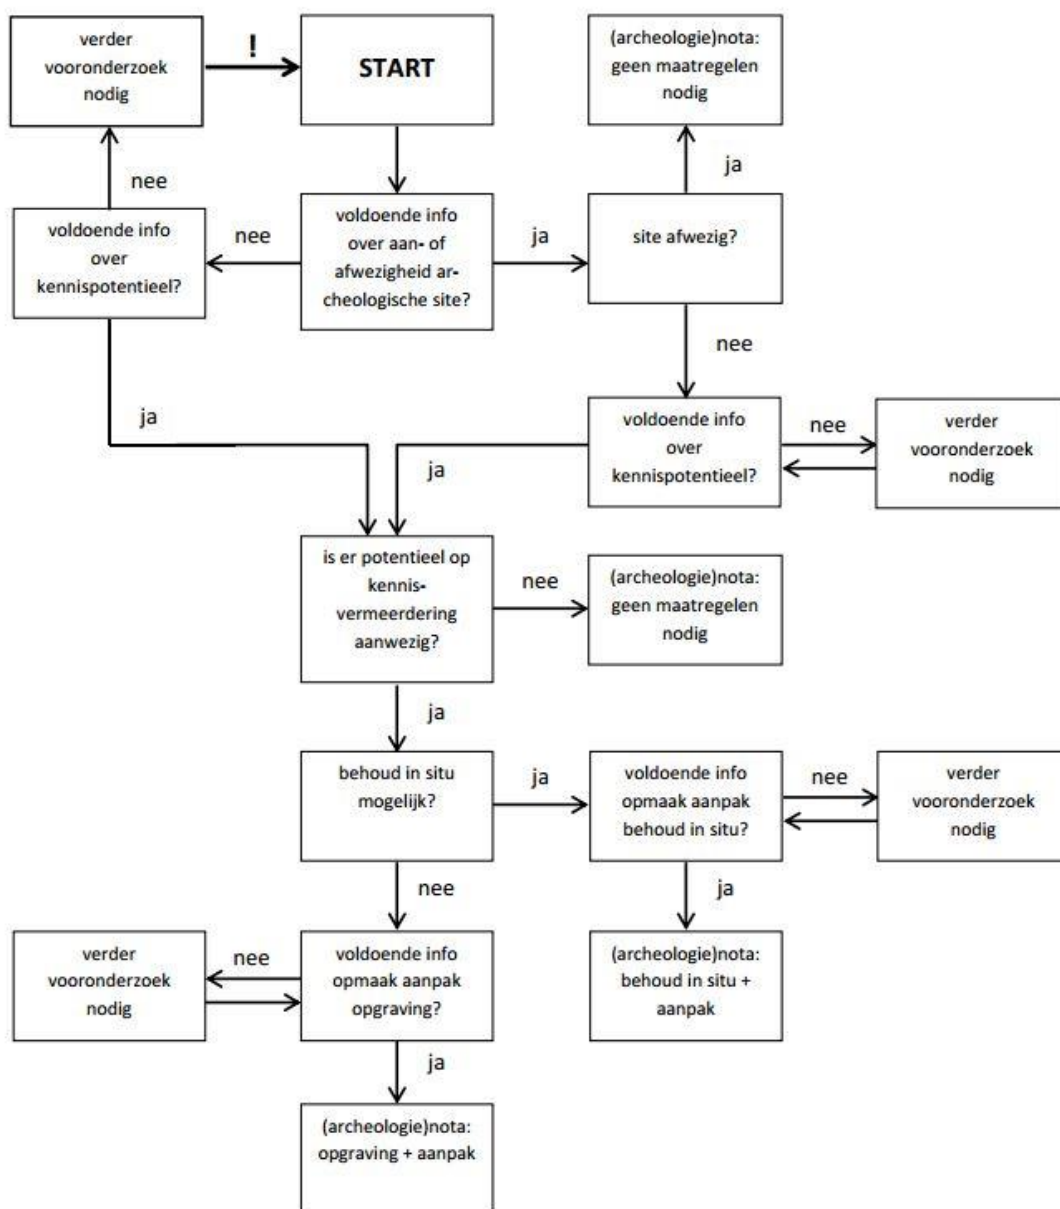 verder
vooronderzoek
nodig
!
START
(archeologie)nota:
geen maatregelen
nodig
nee
ja
voldoende info
over
kennispotentieel?
nee
voldoende info
over aan- of
afwezigheid ar-
cheologische site?
ja
site afwezig?
nee
ja
voldoende info
over
kennispotentieel?
nee
verder
vooronderzoek
nodig
ja
is er potentieel op
kennis-
vermeerdering
aanwezig?
nee
(archeologie)nota:
geen maatregelen
nodig
ja
behoud in situ
mogelijk?
ja
voldoende info
opmaak aanpak
behoud in situ?
nee
verder
vooronderzoek
nodig
nee
ja
verder
vooronderzoek
nodig
nee
voldoende info
opmaak aanpak
opgraving?
(archeologie)nota:
behoud in situ +
aanpak
ja
(archeologie)nota:
opgraving + aanpak